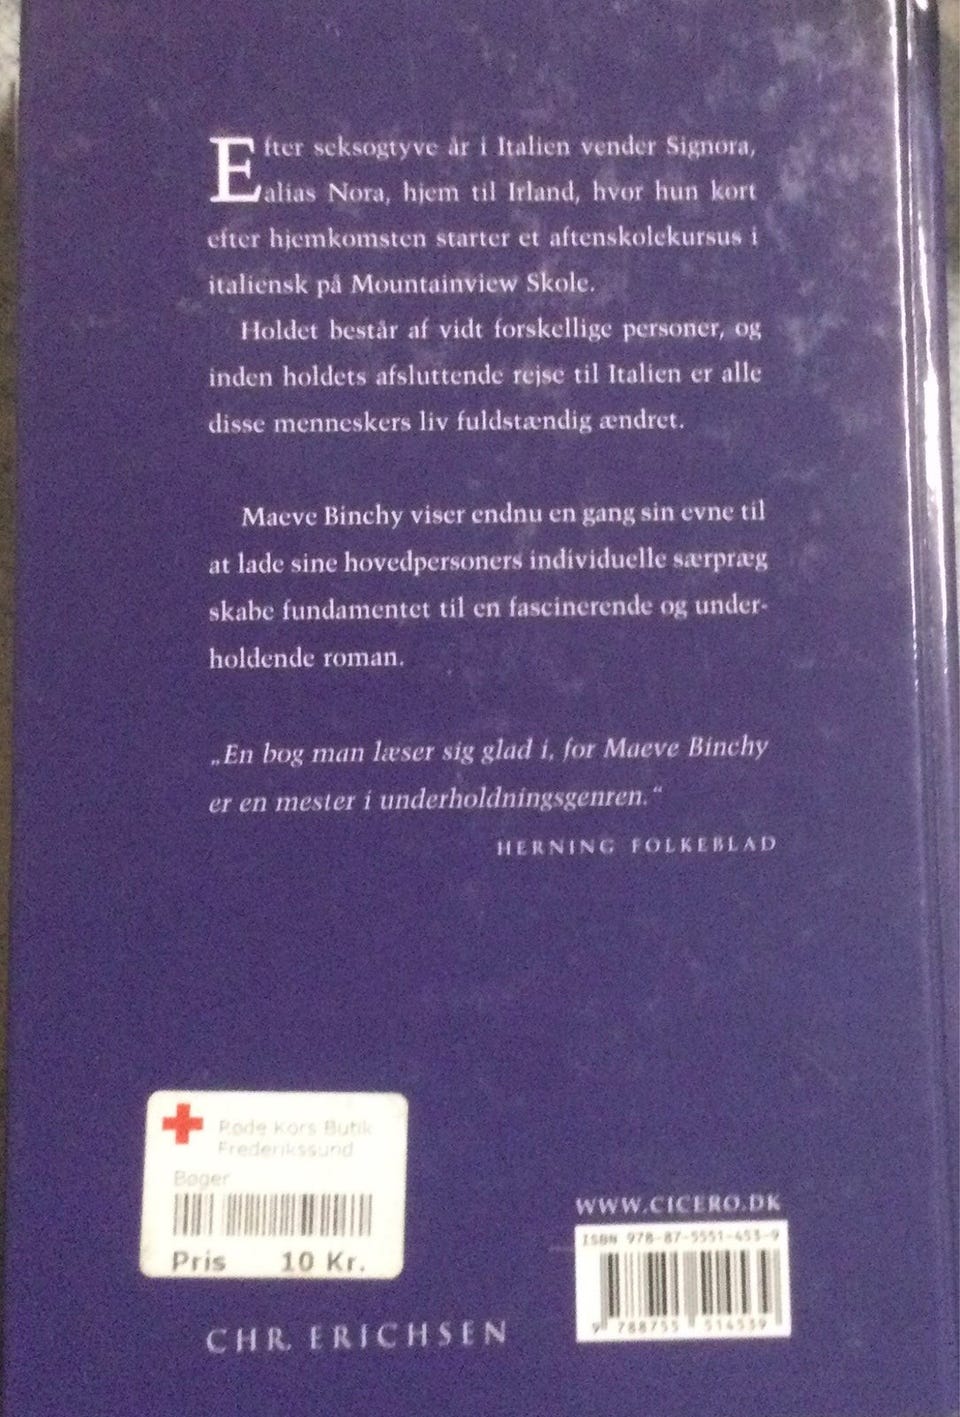 Efter seksogtyve år i Italien vender Signora,
alias Nora, hjem til Irland, hvor hun kort
efter hjemkomsten starter et aftenskolekursus i
italiensk på Mountainview Skole.
Holdet består af vidt forskellige personer, og
inden holdets afsluttende rejse til Italien er alle
disse menneskers liv fuldstændig ændret.
Maeve Binchy viser endnu en gang sin evne til
at lade sine hovedpersoners individuelle særpræg
skabe fundamentet til en fascinerende og under-
holdende roman.
„En bog man læser sig glad i, for Maeve Binchy
er en mester i underholdningsgenren.“
HERNING FOLKEBLAD
Røde Kors Butik
Frederikssund
Bøger
Pris 10 Kr.
WWW.CICERO.DK
ISBN 978-87-5551-453-9
9 788755 514539
CHR. ERICHSEN